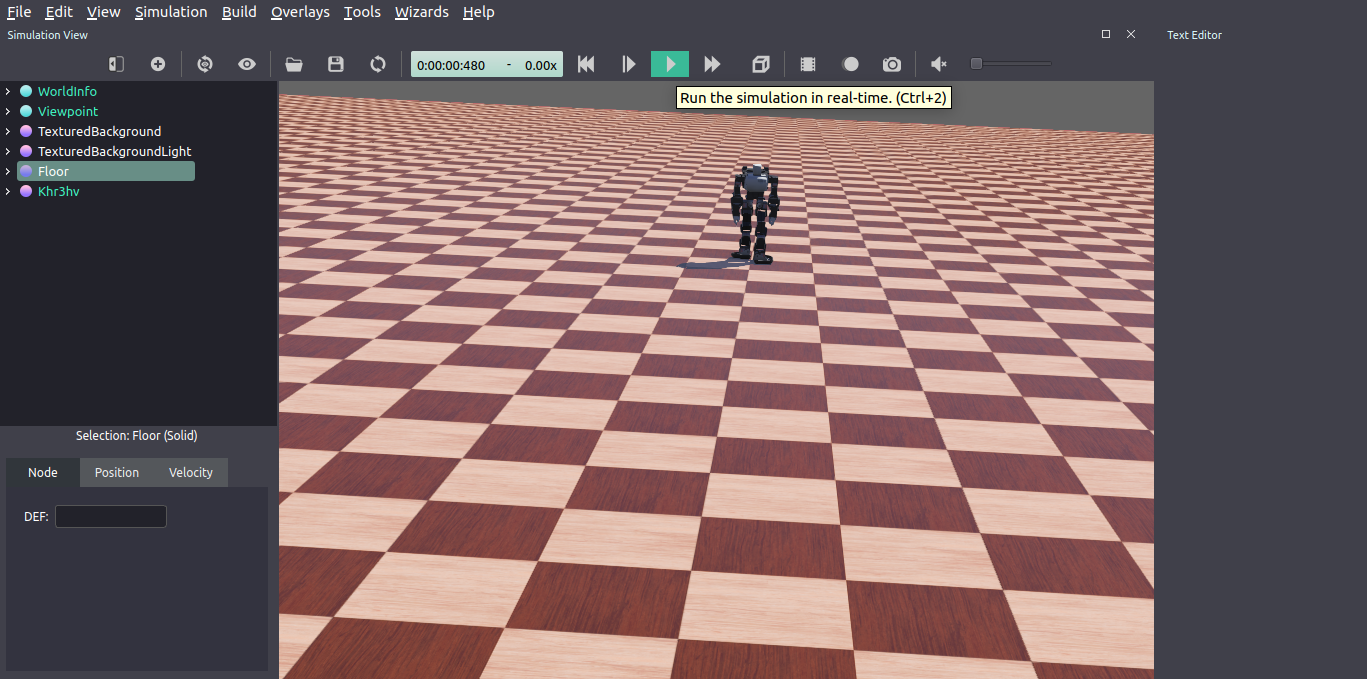 File Edit View Simulation Build Overlays Tools Wizards Help
Simulation View
Text Editor
0:00:00:480 - 0.00x
Run the simulation in real-time. (Ctrl+2)
WorldInfo
Viewpoint
TexturedBackground
TexturedBackgroundLight
Floor
Khr3hv
Selection: Floor (Solid)
Node Position Velocity
DEF: